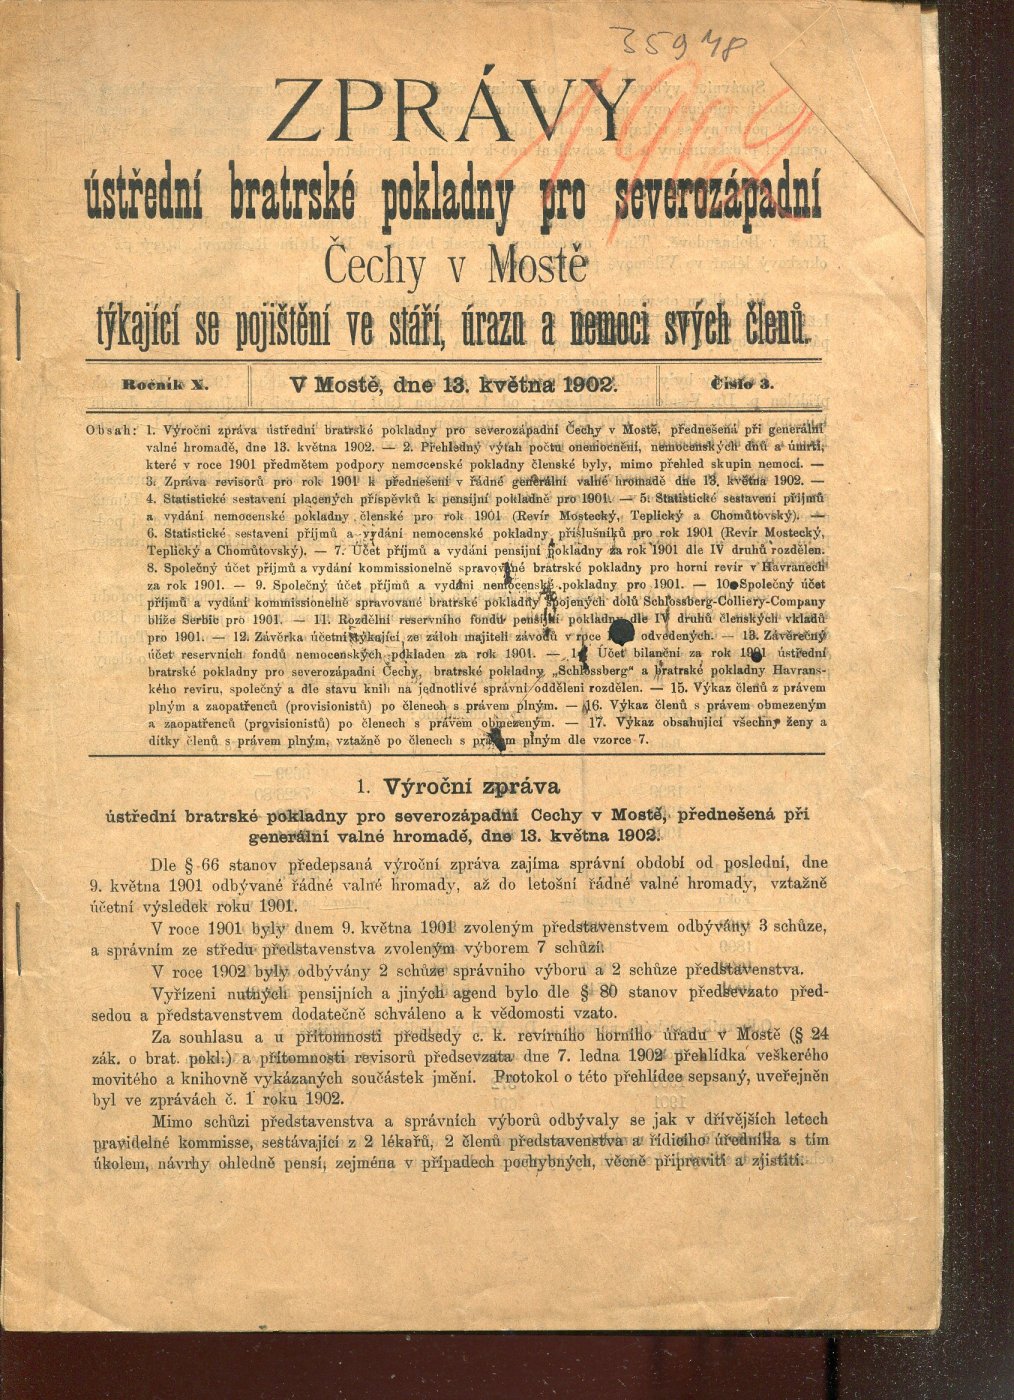 35948
1902
ZPRÁVY
ústřední bratrské pokladny pro severozápadní
Čechy v Mostě
týkající se pojištění ve stáří, úrazu a nemoci svých členů.
Ročník X.
V Mostě, dne 13. května 1902.
Číslo 3.
Obsah: 1. Výroční zpráva ústřední bratrské pokladny pro severozápadní Čechy v Mostě, přednešená při generální
valné hromadě, dne 13. května 1902. — 2. Přehledný výtah počtu onemocnění, nemocenských dnů a úmrtí,
které v roce 1901 předmětem podpory nemocenské pokladny členské byly, mimo přehled skupin nemocí. —
3. Zpráva revisorů pro rok 1901 k přednešení v řádné generální valné hromadě dne 13. května 1902. —
4. Statistické sestavení placených příspěvků k pensijní pokladně pro 1901. — 5. Statistické sestavení příjmů
a vydání nemocenské pokladny členské pro rok 1901 (Revír Mostecký, Teplický a Chomůtovský). —
6. Statistické sestavení příjmů a vydání nemocenské pokladny příslušníků pro rok 1901 (Revír Mostecký,
Teplický a Chomůtovský). — 7. Účet příjmů a vydání pensijní pokladny za rok 1901 dle IV druhů rozdělen.
8. Společný účet příjmů a vydání kommissionelně spravované bratrské pokladny pro horní revír v Havranech
za rok 1901. — 9. Společný účet příjmů a vydání nemocenské pokladny pro 1901. — 10. Společný účet
příjmů a vydání kommissionelně spravované bratrské pokladny spojených dolů Schlossberg-Colliery-Company
blíže Serbic pro 1901. — 11. Rozdělní reservního fondu pensijní pokladny dle IV druhů členských vkladů
pro 1901. — 12. Závěrka účetní týkající ze záloh majiteli závodů v roce odvedených. — 13. Závěrečný
účet reservních fondů nemocenských pokladen za rok 1901. — 14. Účet bilanční za rok 1901 ústřední
bratrské pokladny pro severozápadní Čechy, bratrské pokladny „Schlossberg“ a bratrské pokladny Havrans-
kého revíru, společný a dle stavu knih na jednotlivé správní oddělení rozdělen. — 15. Výkaz členů z právem
plným a zaopatřenců (provisionistů) po členech s právem plným. — 16. Výkaz členů s právem obmezeným
a zaopatřenců (provisionistů) po členech s právem obmezeným. — 17. Výkaz obsahující všechny ženy a
dítky členů s právem plným, vztažně po členech s právem plným dle vzorce 7.
1. Výroční zpráva
ústřední bratrské pokladny pro severozápadní Čechy v Mostě, přednešená při
generální valné hromadě, dne 13. května 1902.
Dle § 66 stanov předepsaná výroční zpráva zajíma správní období od poslední, dne
9. května 1901 odbývané řádné valné hromady, až do letošní řádné valné hromady, vztažně
účetní výsledek roku 1901.
V roce 1901 byly dnem 9. května 1901 zvoleným představenstvem odbývány 3 schůze,
a správním ze středu představenstva zvoleným výborem 7 schůzí.
V roce 1902 byly odbývány 2 schůze správního výboru a 2 schůze představenstva.
Vyřízení nutných pensijních a jiných agend bylo dle § 80 stanov předsevzato před-
sedou a představenstvem dodatečně schváleno a k vědomosti vzato.
Za souhlasu a u přítomnosti předsedy c. k. revírního horního úřadu v Mostě (§ 24
zák. o brat. pokl.) a přítomnosti revisorů předsevzata dne 7. ledna 1902 přehlídka veškerého
movitého a knihovně vykázaných součástek jmění. Protokol o této přehlídce sepsaný, uveřejněn
byl ve zprávách č. 1 roku 1902.
Mimo schůzi představenstva a správních výborů odbývaly se jak v dřívějších letech
pravidelné kommisse, sestávající z 2 lékařů, 2 členů představenstva a řídicího úředníka s tím
úkolem, návrhy ohledně pensí, zejména v případech pochybných, věcně připraviti a zjistiti.